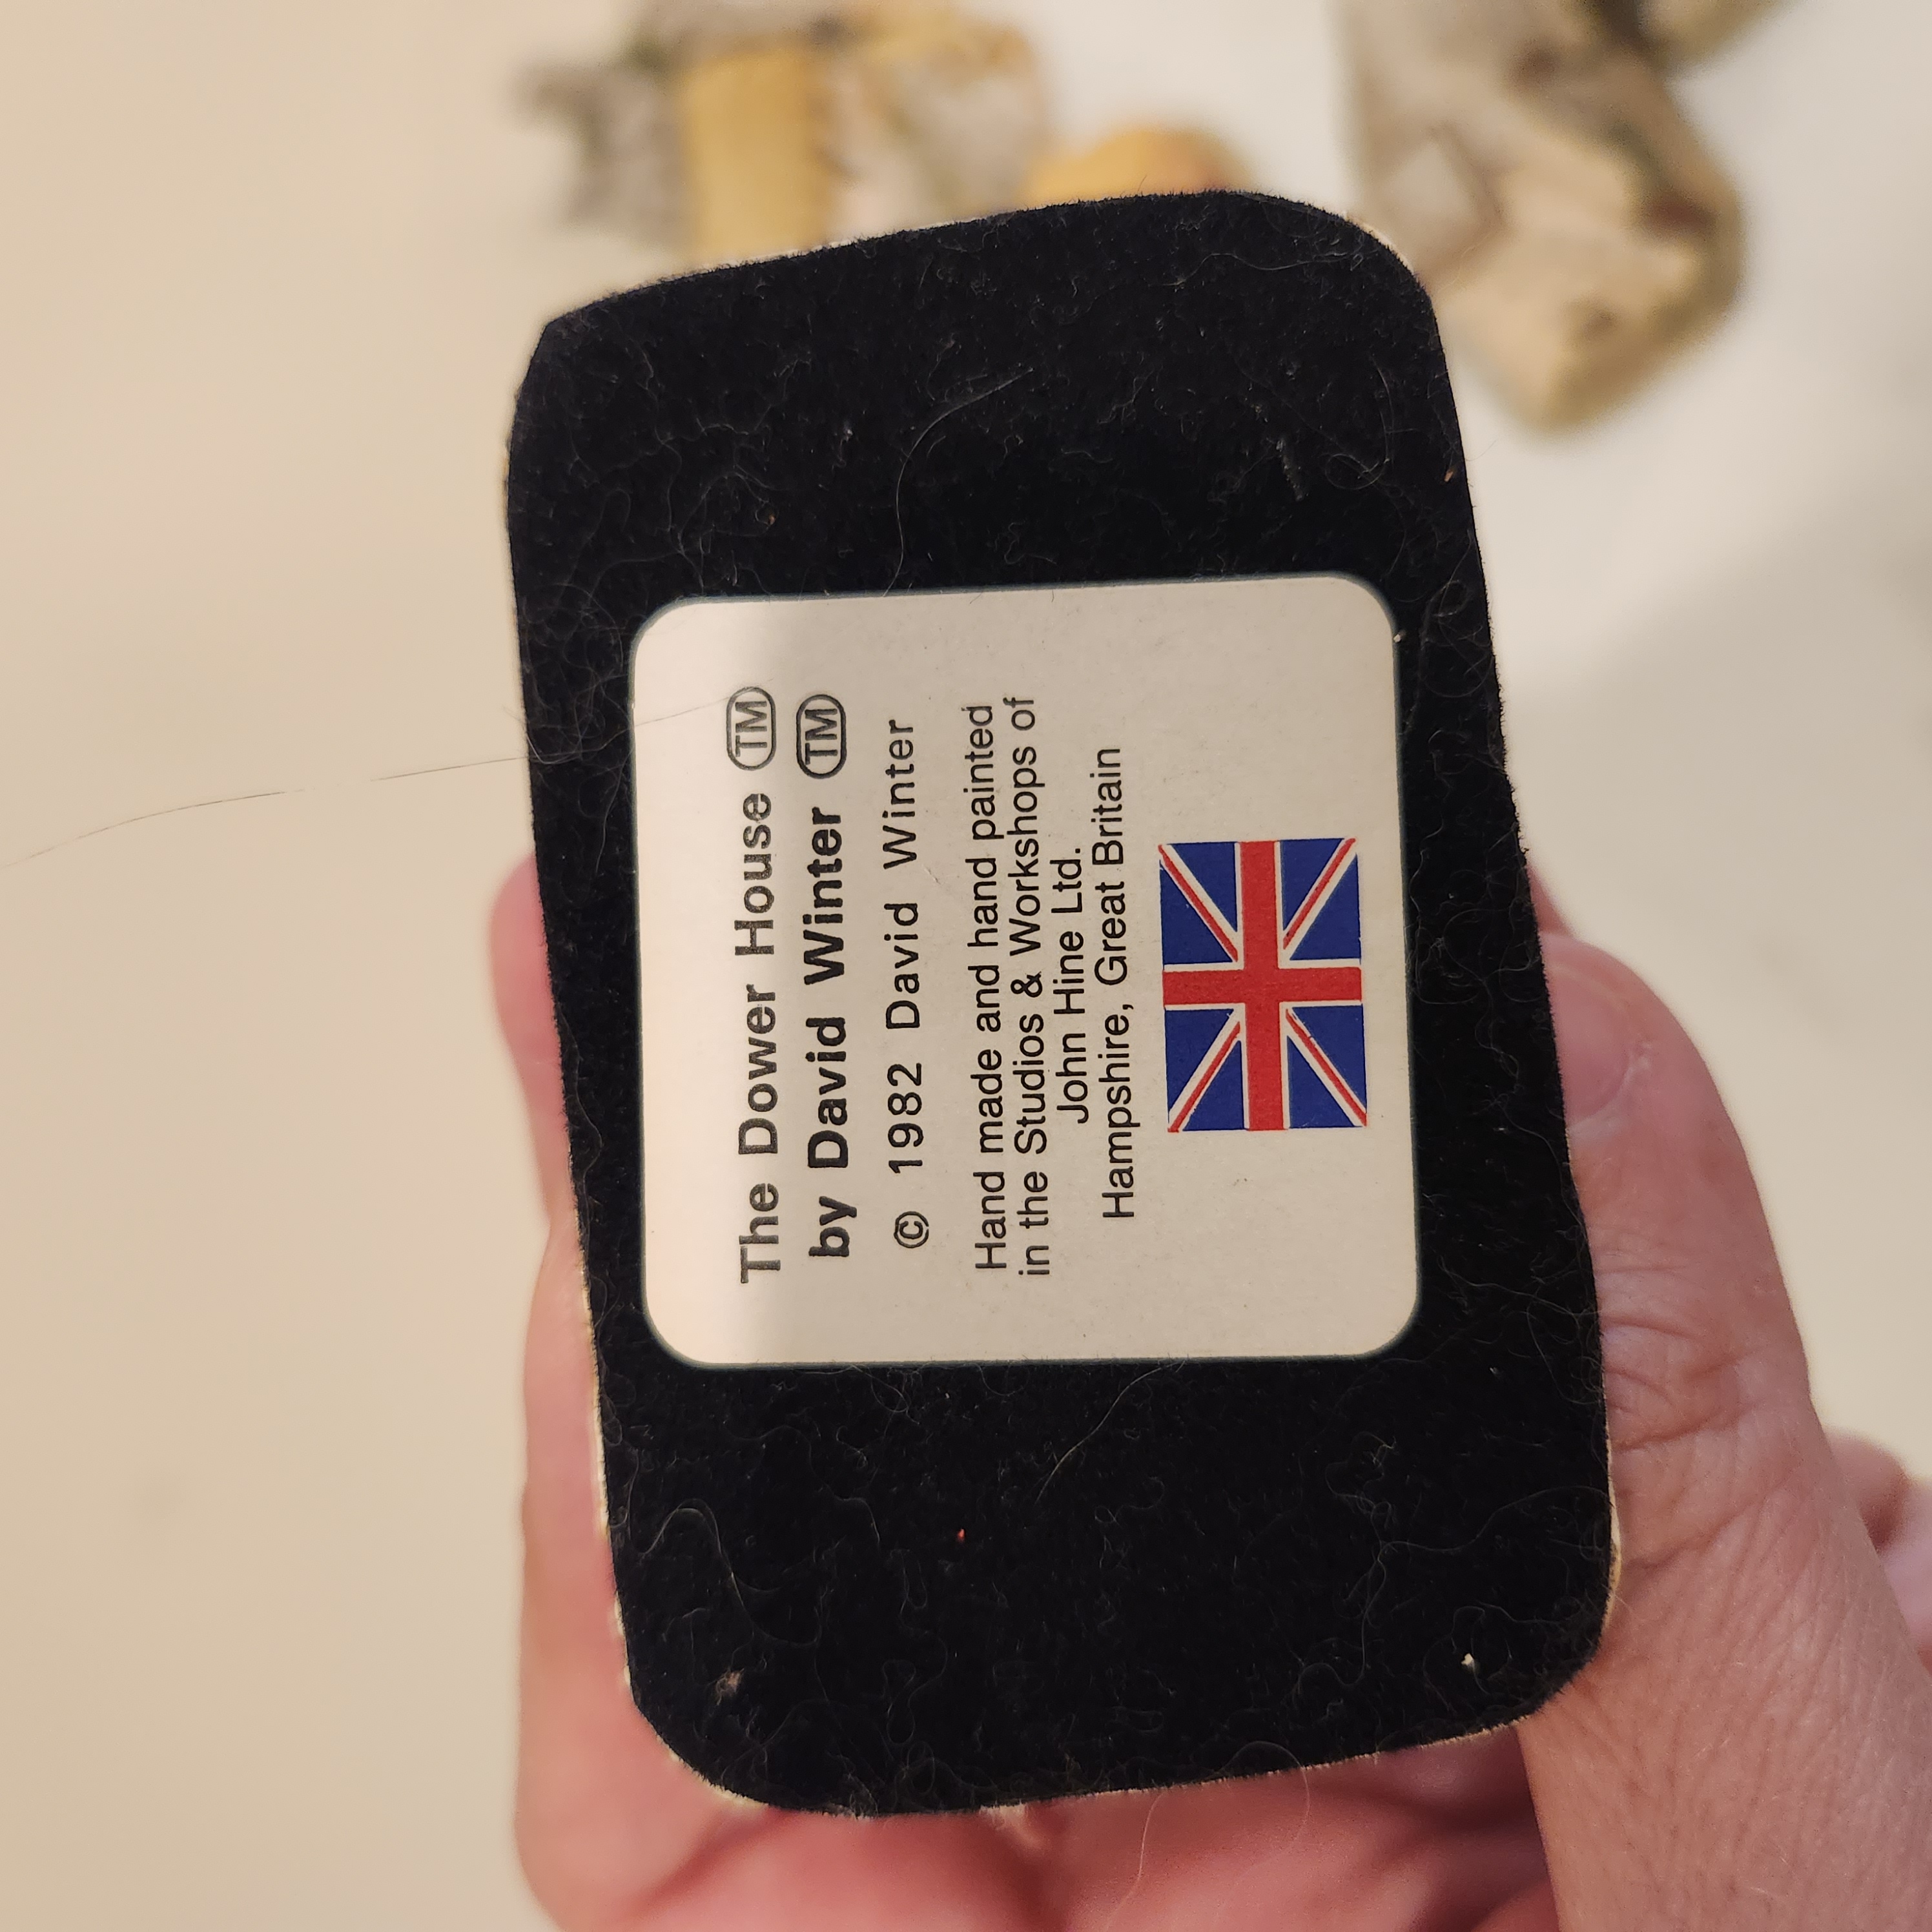 The Dower House TM
by David Winter TM
© 1982 David Winter
Hand made and hand painted
in the Studios & Workshops of
John Hine Ltd.
Hampshire, Great Britain